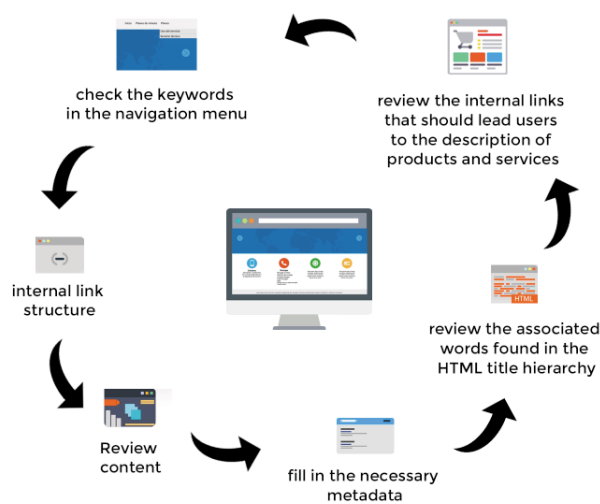 check the keywords
in the navigation menu
review the internal links
that should lead users
to the description of
products and services
internal link
structure
HTML
review the associated
words found in the
HTML title hierarchy
Review
content
fill in the necessary
metadata